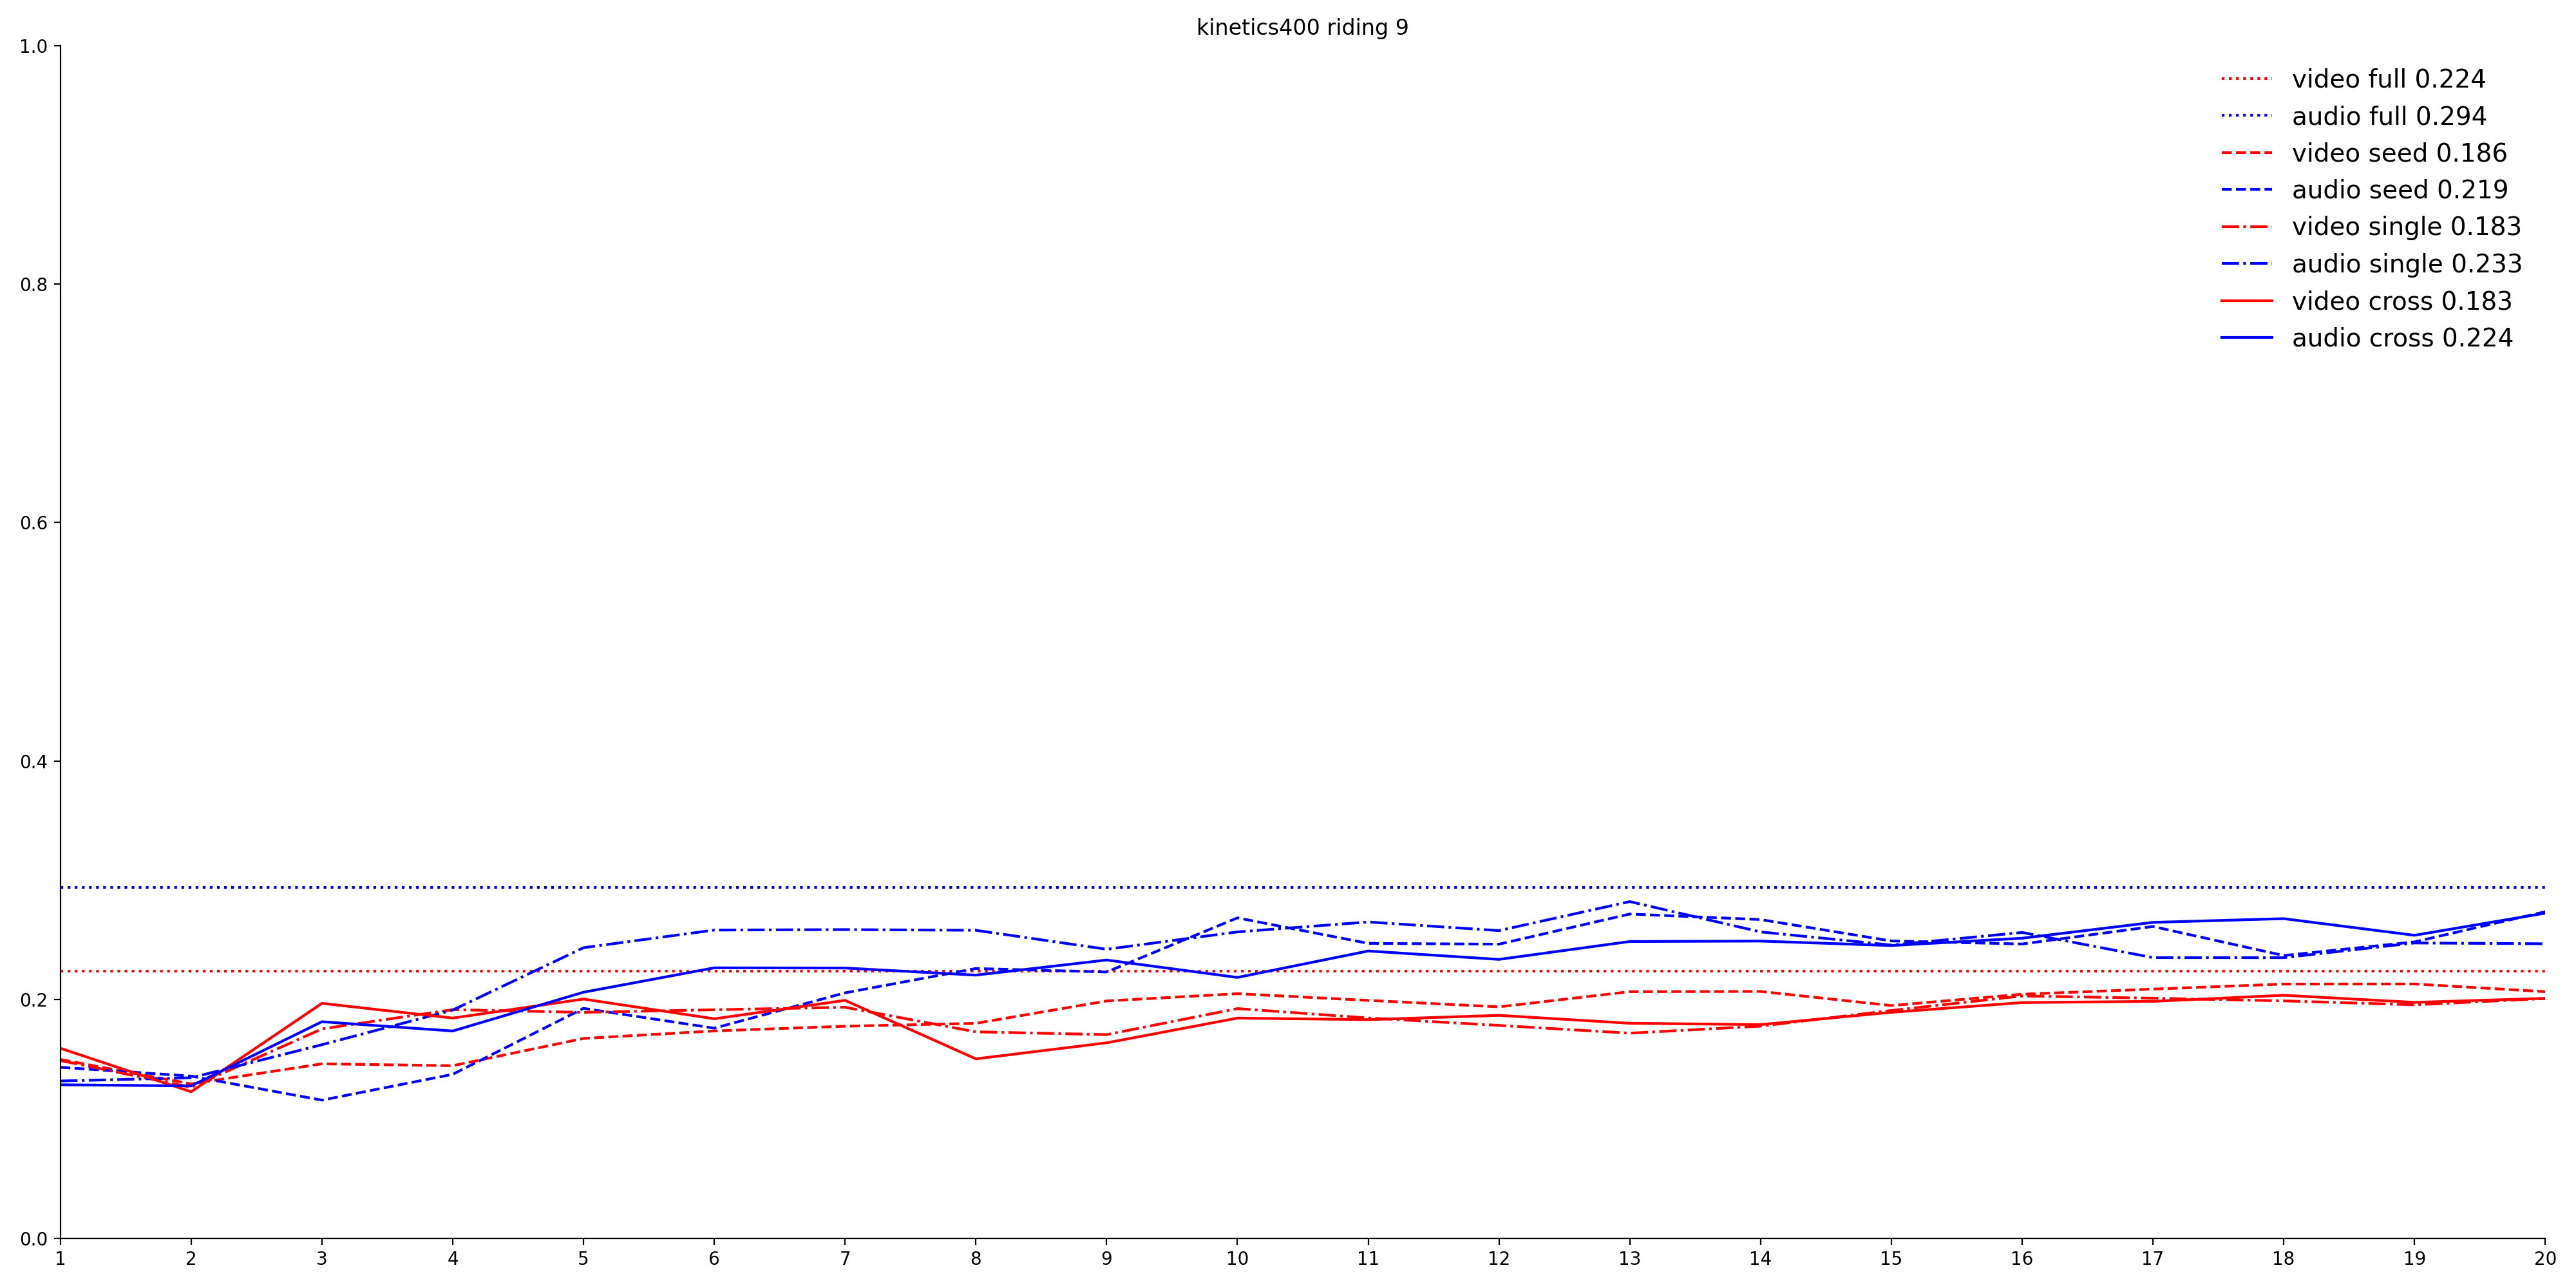 kinetics400 riding 9
1.0
0.8
0.6
0.4
0.2
0.0
video full 0.224
audio full 0.294
video seed 0.186
audio seed 0.219
video single 0.183
audio single 0.233
video cross 0.183
audio cross 0.224
1 2 3 4 5 6 7 8 9 10 11 12 13 14 15 16 17 18 19 20